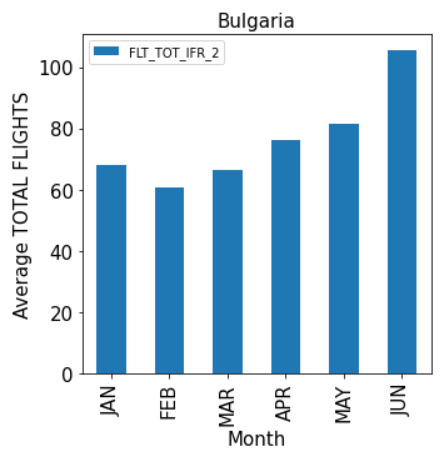 Bulgaria
FLT_TOT_IFR_2
Average TOTAL FLIGHTS
100
80
60
40
20
0
JAN
FEB
MAR
APR
MAY
JUN
Month